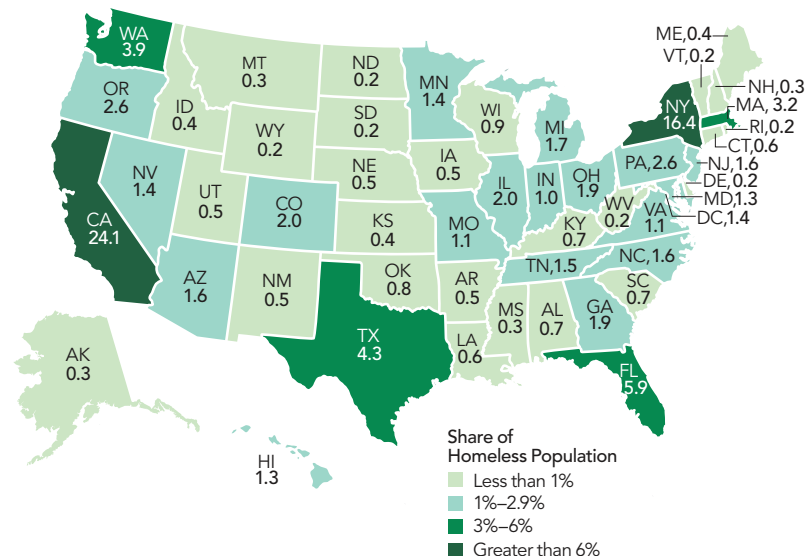 WA
3.9
MT
0.3
ND
0.2
MN
1.4
ME,0.4
VT,0.2
NH,0.3
MA, 3.2
RI,0.2
CT,0.6
NY
16.4
OR
2.6
ID
0.4
WY
0.2
SD
0.2
WI
0.9
MI
1.7
PA,2.6
NJ,1.6
DE,0.2
MD,1.3
DC,1.4
NV
1.4
UT
0.5
CO
2.0
NE
0.5
IA
0.5
IL
2.0
IN
1.0
OH
1.9
WV
0.2
VA
1.1
CA
24.1
KS
0.4
MO
1.1
KY
0.7
NC,1.6
TN,1.5
AZ
1.6
NM
0.5
OK
0.8
AR
0.5
SC
0.7
MS
0.3
AL
0.7
GA
1.9
TX
4.3
LA
0.6
FL
5.9
AK
0.3
HI
1.3
Share of
Homeless Population
Less than 1%
1%–2.9%
3%–6%
Greater than 6%